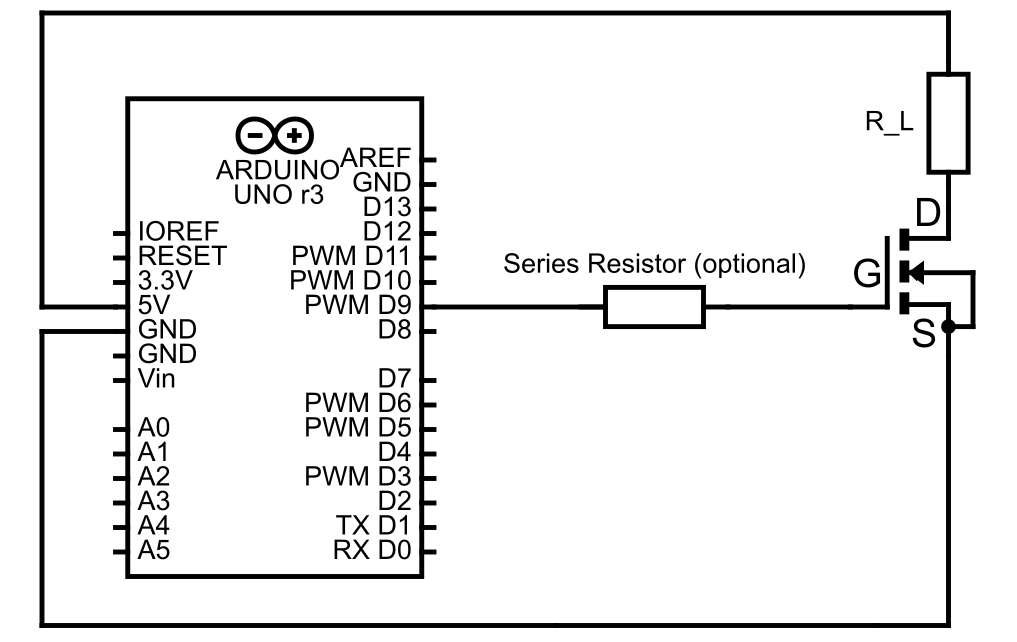 ARDUINO
UNO r3
AREF
GND
D13
D12
PWM D11
PWM D10
PWM D9
D8
D7
PWM D6
PWM D5
D4
PWM D3
D2
TX D1
RX D0
IOREF
RESET
3.3V
5V
GND
GND
Vin
A0
A1
A2
A3
A4
A5
Series Resistor (optional)
R_L
D
G
S